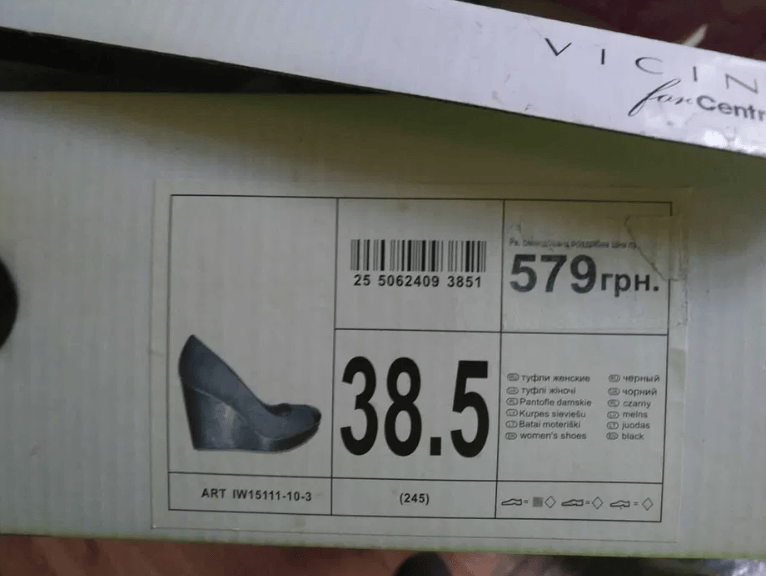 VICIN
for Centr
25 5062409 3851
579грн.
38.5
туфли женские
туфлі жіночі
Pantofle damskie
Kurpes sieviešu
Batai moteriški
women's shoes
черный
чорний
czarny
melns
juodas
black
ART IW15111-10-3
(245)